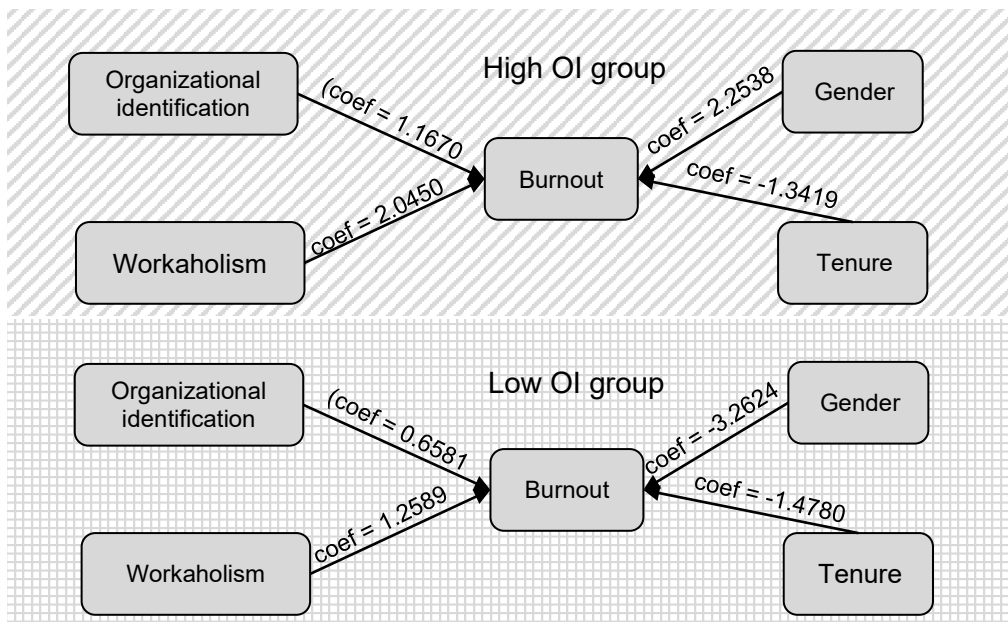 High OI group
Organizational
identification
(coef = 1.1670
coef = 2.2538
Gender
Burnout
coef = 2.0450
coef = -1.3419
Workaholism
Tenure
Low OI group
Organizational
identification
(coef = 0.6581
coef = -3.2624
Gender
Burnout
coef = 1.2589
coef = -1.4780
Workaholism
Tenure